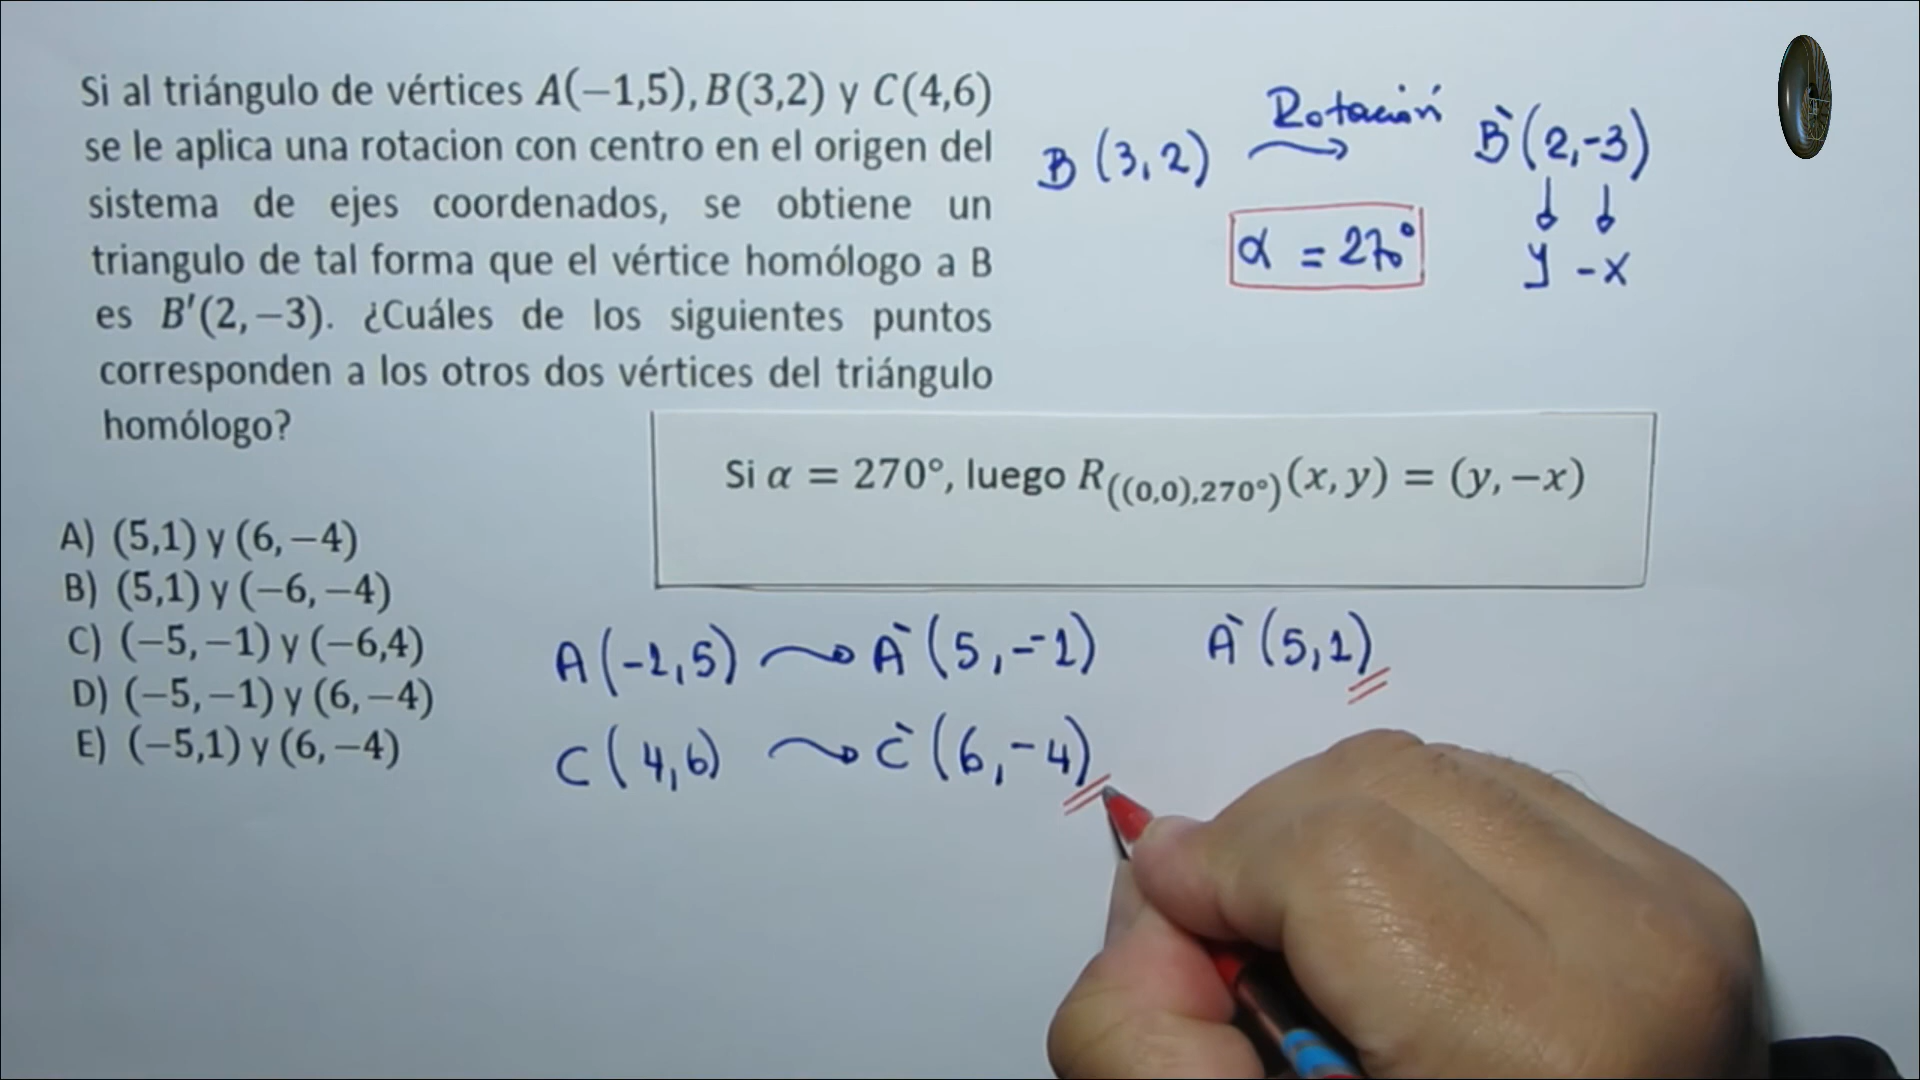 Si al triángulo de vértices A(−1,5), B(3,2) y C(4,6)
se le aplica una rotacion con centro en el origen del
sistema de ejes coordenados, se obtiene un
triangulo de tal forma que el vértice homólogo a B
es B′(2,−3). ¿Cuáles de los siguientes puntos
corresponden a los otros dos vértices del triángulo
homólogo?
A) (5,1) y (6,−4)
B) (5,1) y (−6,−4)
C) (−5,−1) y (−6,4)
D) (−5,−1) y (6,−4)
E) (−5,1) y (6,−4)
Rotación
B (3,2) B`(2,-3)
α = 270° y -x
Si α = 270°, luego R((0,0),270°)(x, y) = (y, −x)
A(-1,5) A`(5,--1) A`(5,1)
C(4,6) C`(6,-4)